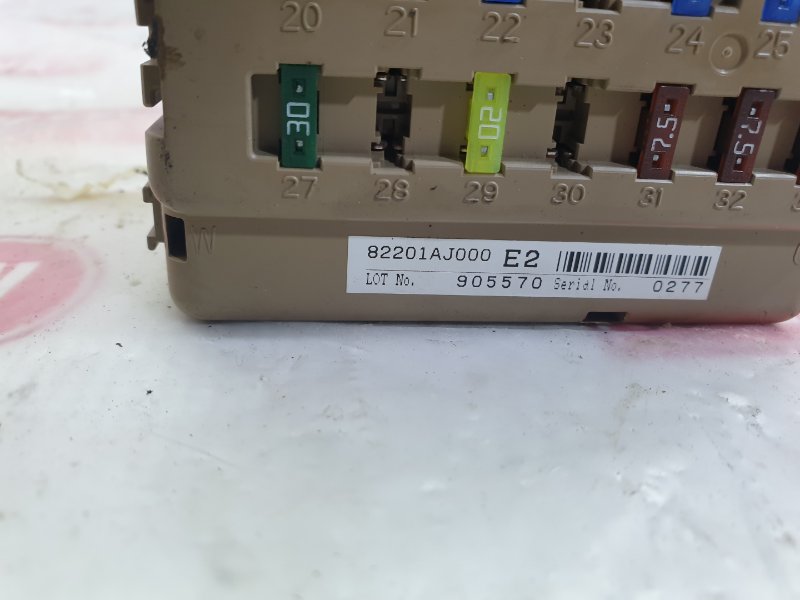 20 21 22 23 24 25
30 20 7.5 7.5
27 28 29 30 31 32
W
82201AJ000 E2
LOT No. 905570 Serial No. 0277